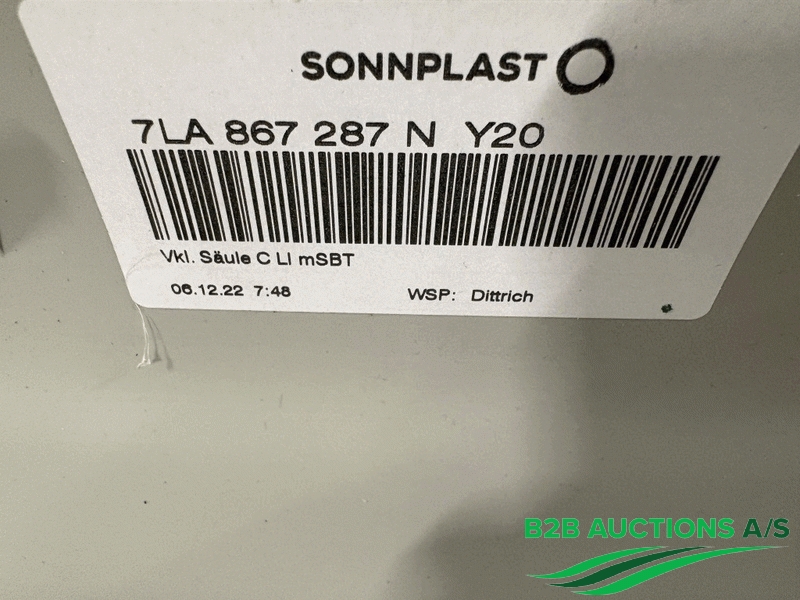 SONNPLAST
7LA 867 287 N Y20
Vkl. Säule C LI mSBT
06.12.22 7:48 WSP: Dittrich
B2B AUCTIONS A/S